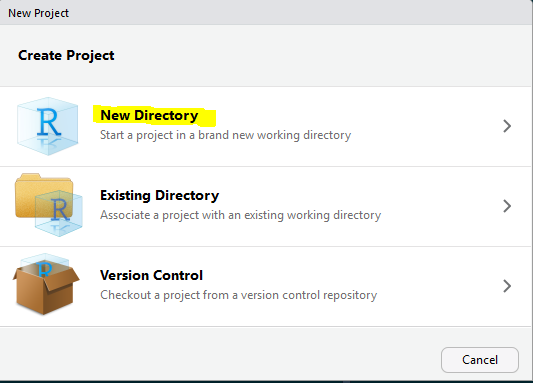 New Project
Create Project
R
New Directory
Start a project in a brand new working directory
R
Existing Directory
Associate a project with an existing working directory
R
Version Control
Checkout a project from a version control repository
Cancel